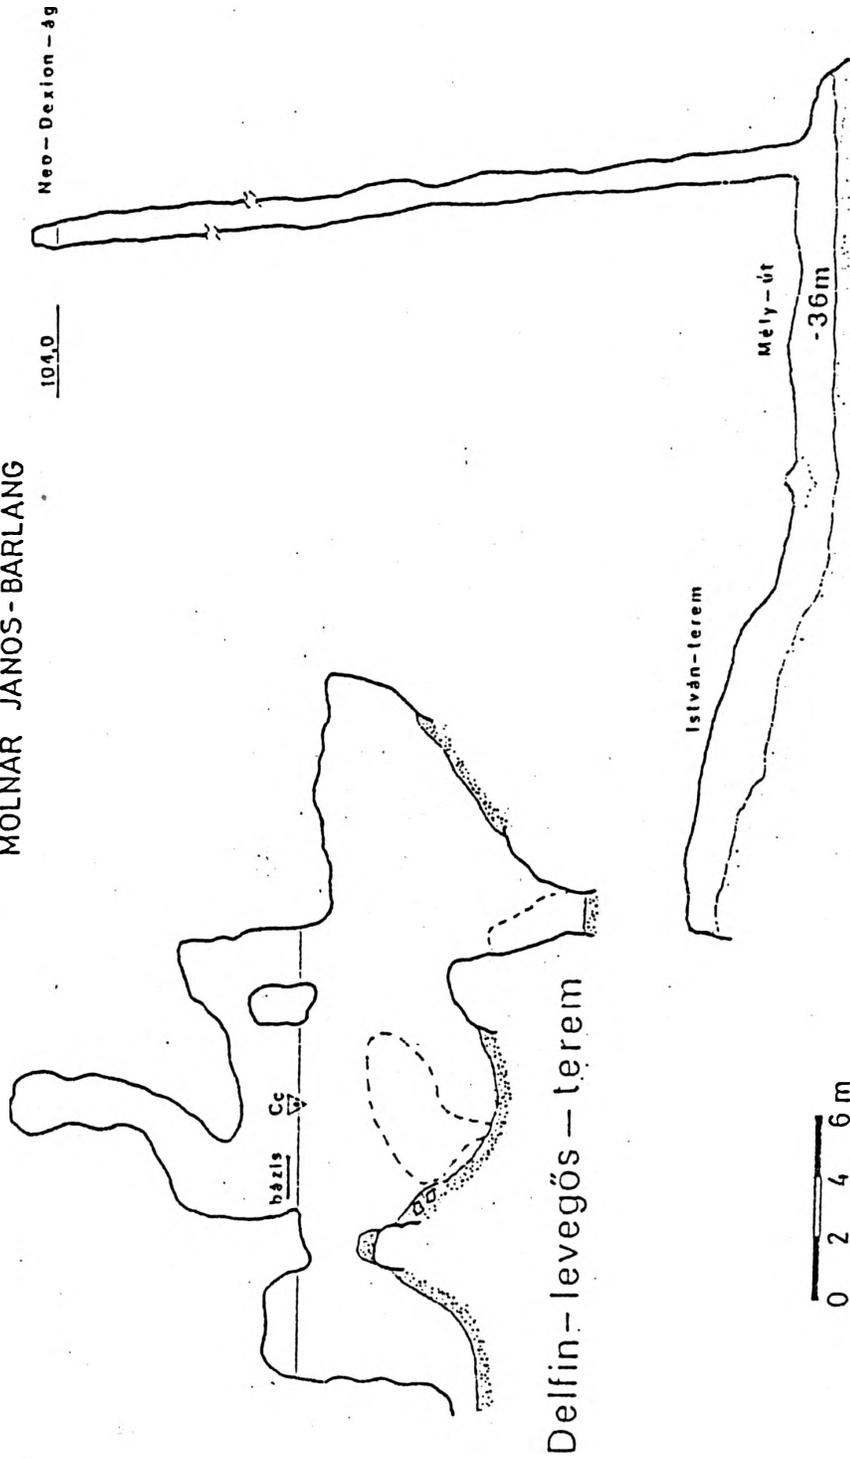 MOLNÁR JÁNOS-BARLANG
Neo-Dexion-ág
104,0
Cc
bázis
Mély-út
-36m
István-terem
Delfin-levegős-terem
0 2 4 6 m